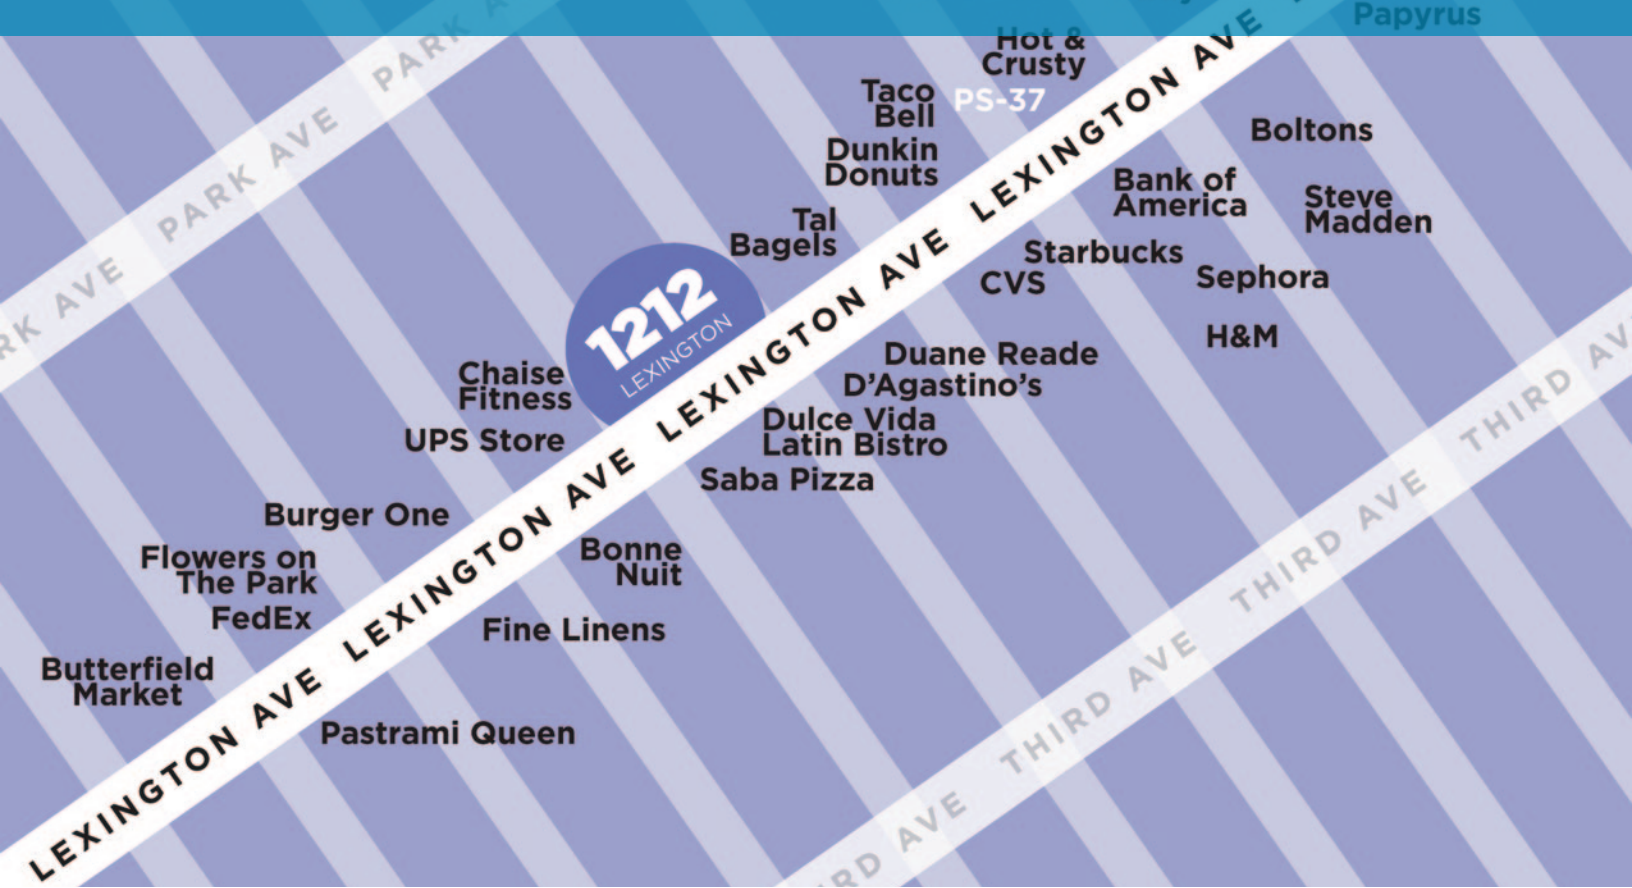 PARK AVE
PARK A
Papyrus
Hot &
Crusty
Taco
Bell
PS-37
Dunkin
Donuts
Tal
Bagels
Boltons
Bank of
America
Steve
Madden
Starbucks
CVS
Sephora
H&M
1212
LEXINGTON
Chaise
Fitness
UPS Store
Duane Reade
D'Agastino's
Dulce Vida
Latin Bistro
Saba Pizza
Burger One
Flowers on
The Park
FedEx
Butterfield
Market
Bonne
Nuit
Fine Linens
Pastrami Queen
RK AVE PARK AVE
LEXINGTON AVE LEXINGTON AVE LEXINGTON AVE LEXINGTON AVE
RD AVE THIRD AVE THIRD AVE THIRD AV